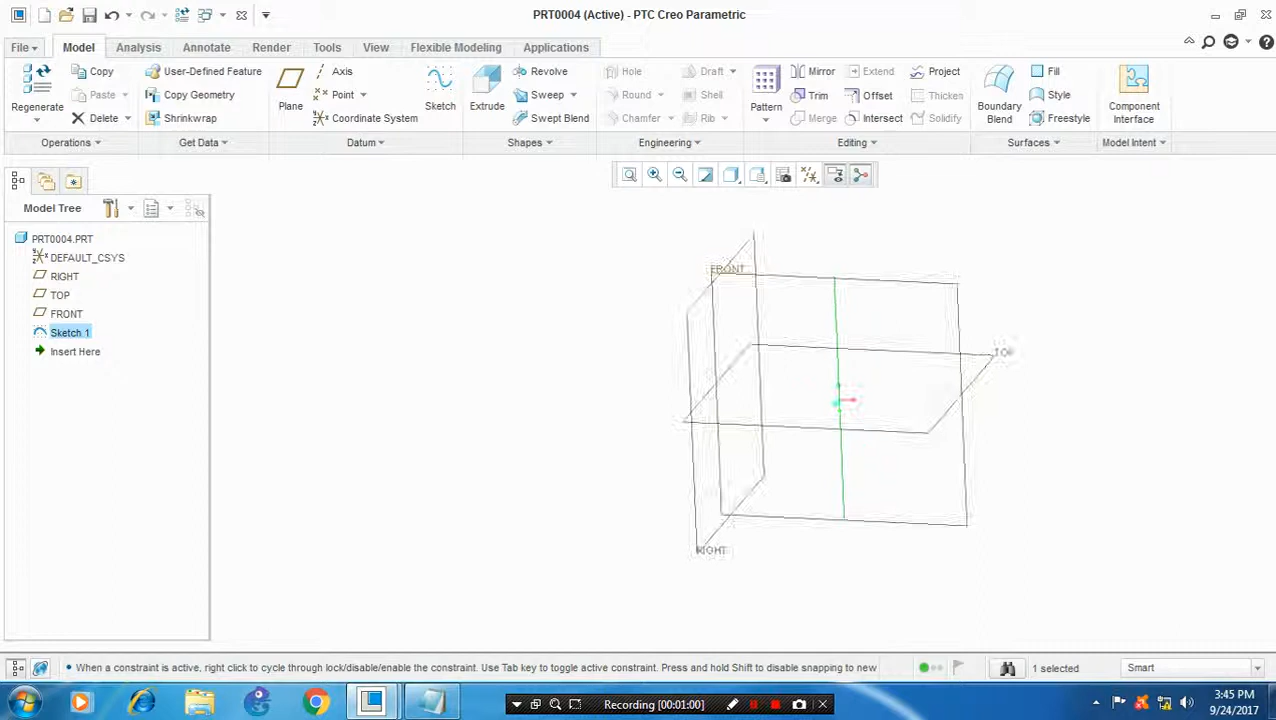 PRT0004 (Active) - PTC Creo Parametric
File Model Analysis Annotate Render Tools View Flexible Modeling Applications
Regenerate
Copy
Paste
Delete
Operations
User-Defined Feature
Copy Geometry
Shrinkwrap
Get Data
Plane
Axis
Point
Coordinate System
Sketch
Datum
Extrude
Revolve
Sweep
Swept Blend
Shapes
Hole
Round
Chamfer
Draft
Shell
Rib
Engineering
Pattern
Mirror
Trim
Merge
Extend
Offset
Intersect
Project
Thicken
Solidify
Editing
Boundary
Blend
Fill
Style
Freestyle
Surfaces
Component
Interface
Model Intent
Model Tree
PRT0004.PRT
DEFAULT_CSYS
RIGHT
TOP
FRONT
Sketch 1
Insert Here
FRONT
TOP
RIGHT
When a constraint is active, right click to cycle through lock/disable/enable the constraint. Use Tab key to toggle active constraint. Press and hold Shift to disable snapping to new
1 selected
Smart
Recording [00:01:00]
3:45 PM
9/24/2017